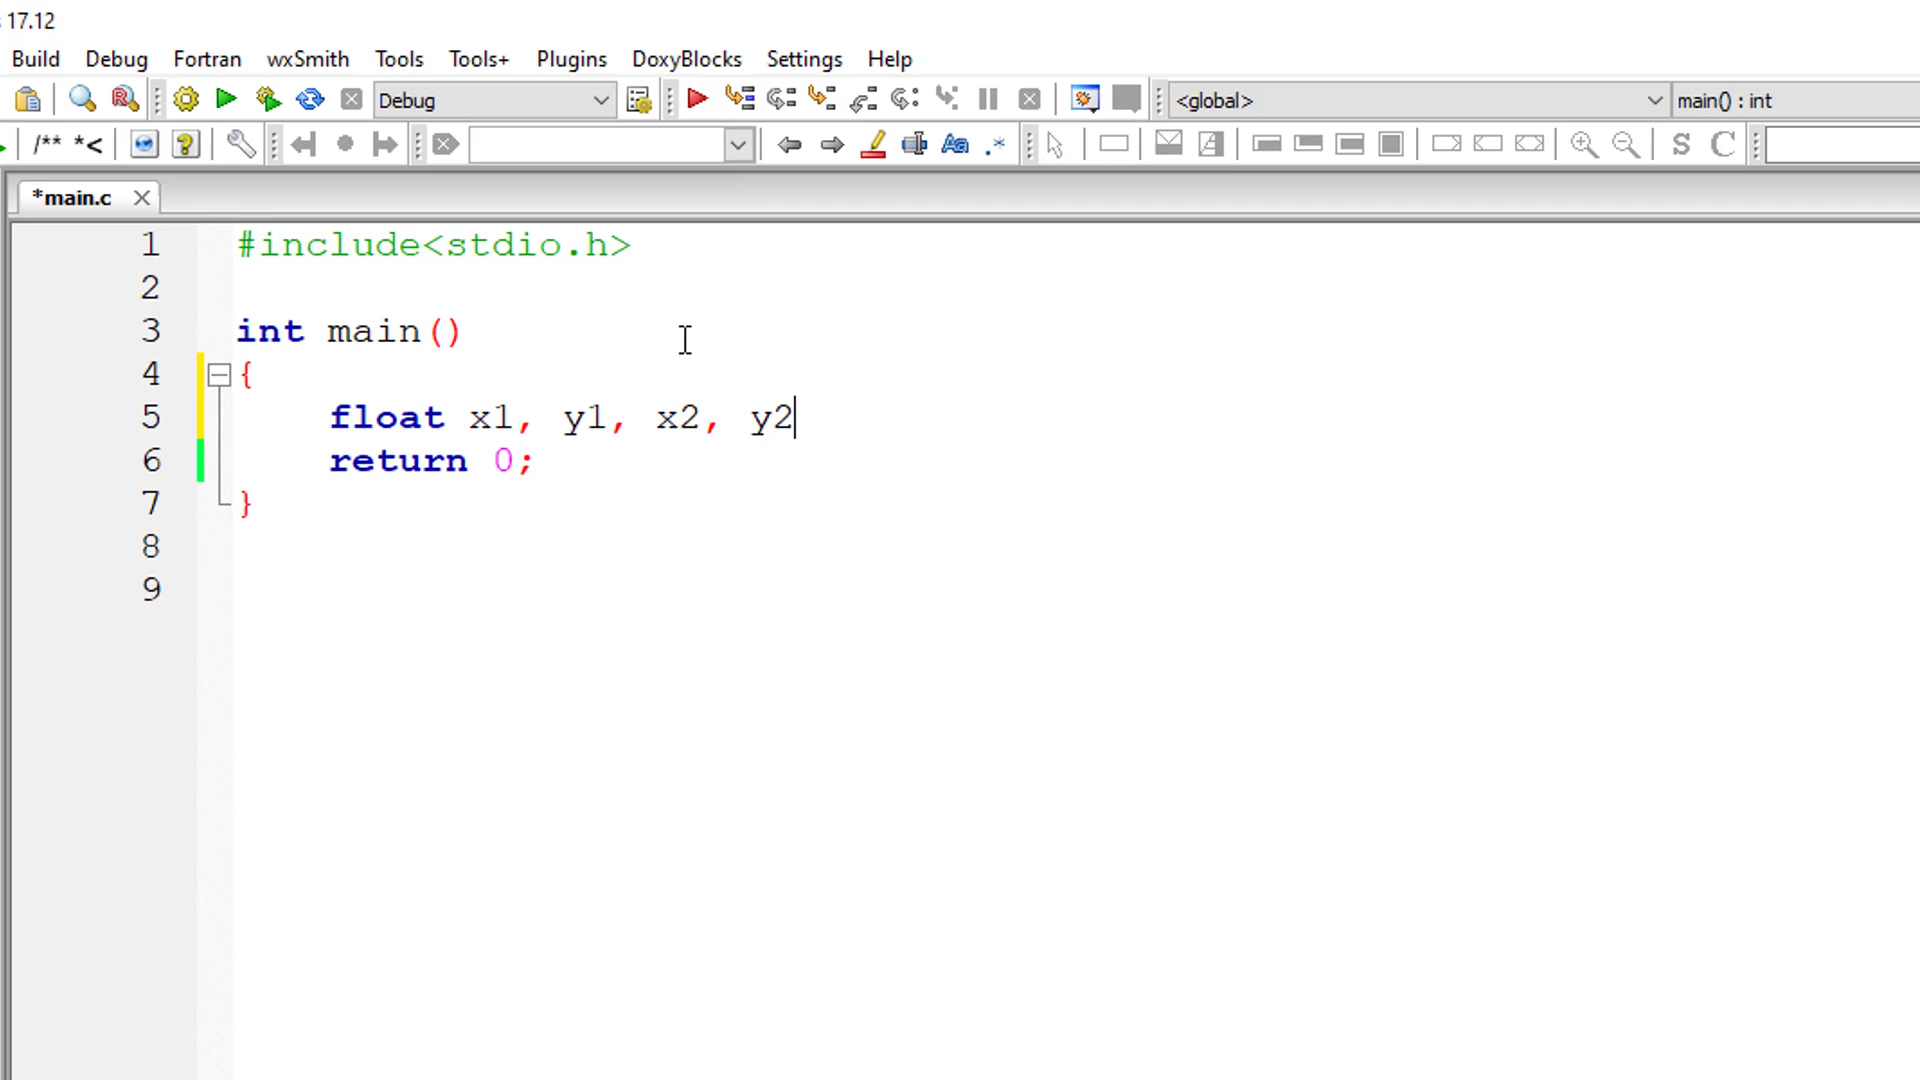 17.12
Build Debug Fortran wxSmith Tools Tools+ Plugins DoxyBlocks Settings Help
Debug <global> main() : int
/** *< Aa .* S C
*main.c
1 #include<stdio.h>
2
3 int main()
4 {
5 float x1, y1, x2, y2
6 return 0;
7 }
8
9